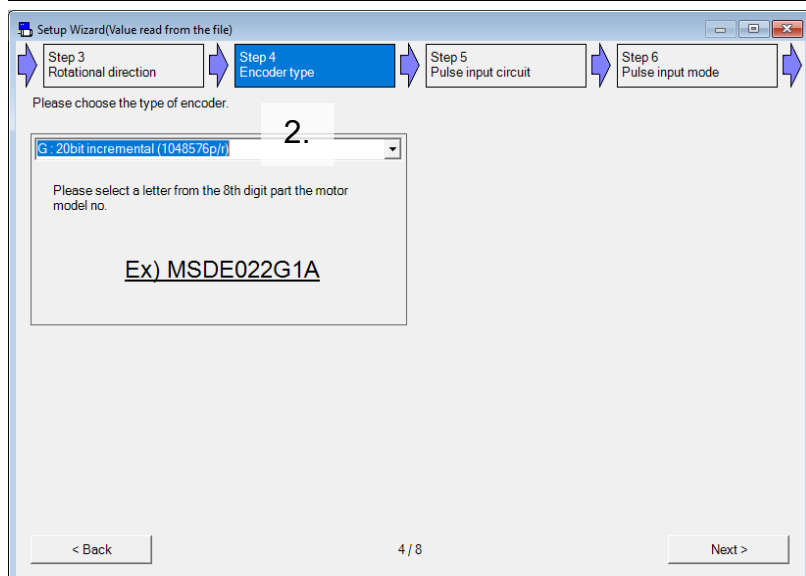 Setup Wizard(Value read from the file)
Step 3
Rotational direction
Step 4
Encoder type
Step 5
Pulse input circuit
Step 6
Pulse input mode
Please choose the type of encoder.
2.
G : 20bit incremental (1048576p/r)
Please select a letter from the 8th digit part the motor
model no.
Ex) MSDE022G1A
< Back
4 / 8
Next >